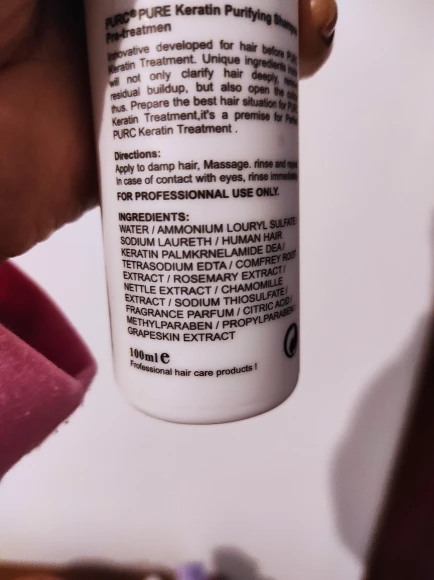 PURC®PURE Keratin Purifying Shampoo
Pre-treatmen
Innovative developed for hair before
Keratin Treatment. Unique ingredients
will not only clarify hair deeply,
residual buildup, but also open the
thus. Prepare the best hair situation for
Keratin Treatment,it's a premise for
PURC Keratin Treatment .
Directions:
Apply to damp hair, Massage. rinse and
In case of contact with eyes, rinse
FOR PROFESSIONNAL USE ONLY.
INGREDIENTS:
WATER / AMMONIUM LOURYL SULFATE
SODIUM LAURETH / HUMAN HAIR
KERATIN PALMKRNELAMIDE DEA/
TETRASODIUM EDTA / COMFREY ROOT
EXTRACT / ROSEMARY EXTRACT/
NETTLE EXTRACT / CHAMOMILLE
EXTRACT / SODIUM THIOSULFATE/
FRAGRANCE PARFUM / CITRIC ACID
METHYLPARABEN / PROPYLPARABEN
GRAPESKIN EXTRACT
100ml e
Professional hair care products !